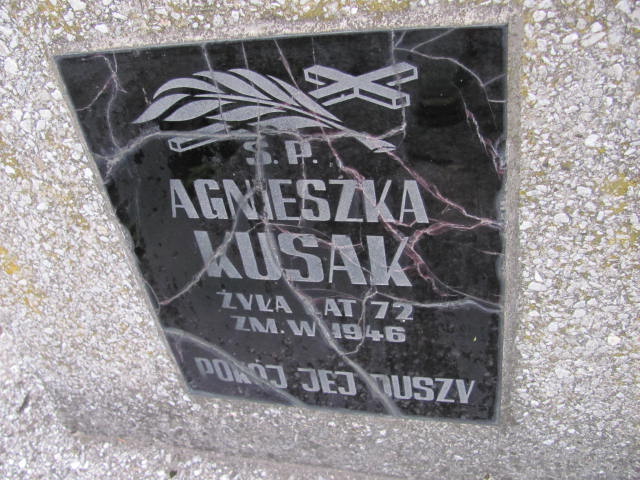 Ś. P.
AGNIESZKA
KUSAK
ŻYŁA LAT 72
ZM. W 1946
POKÓJ JEJ DUSZY